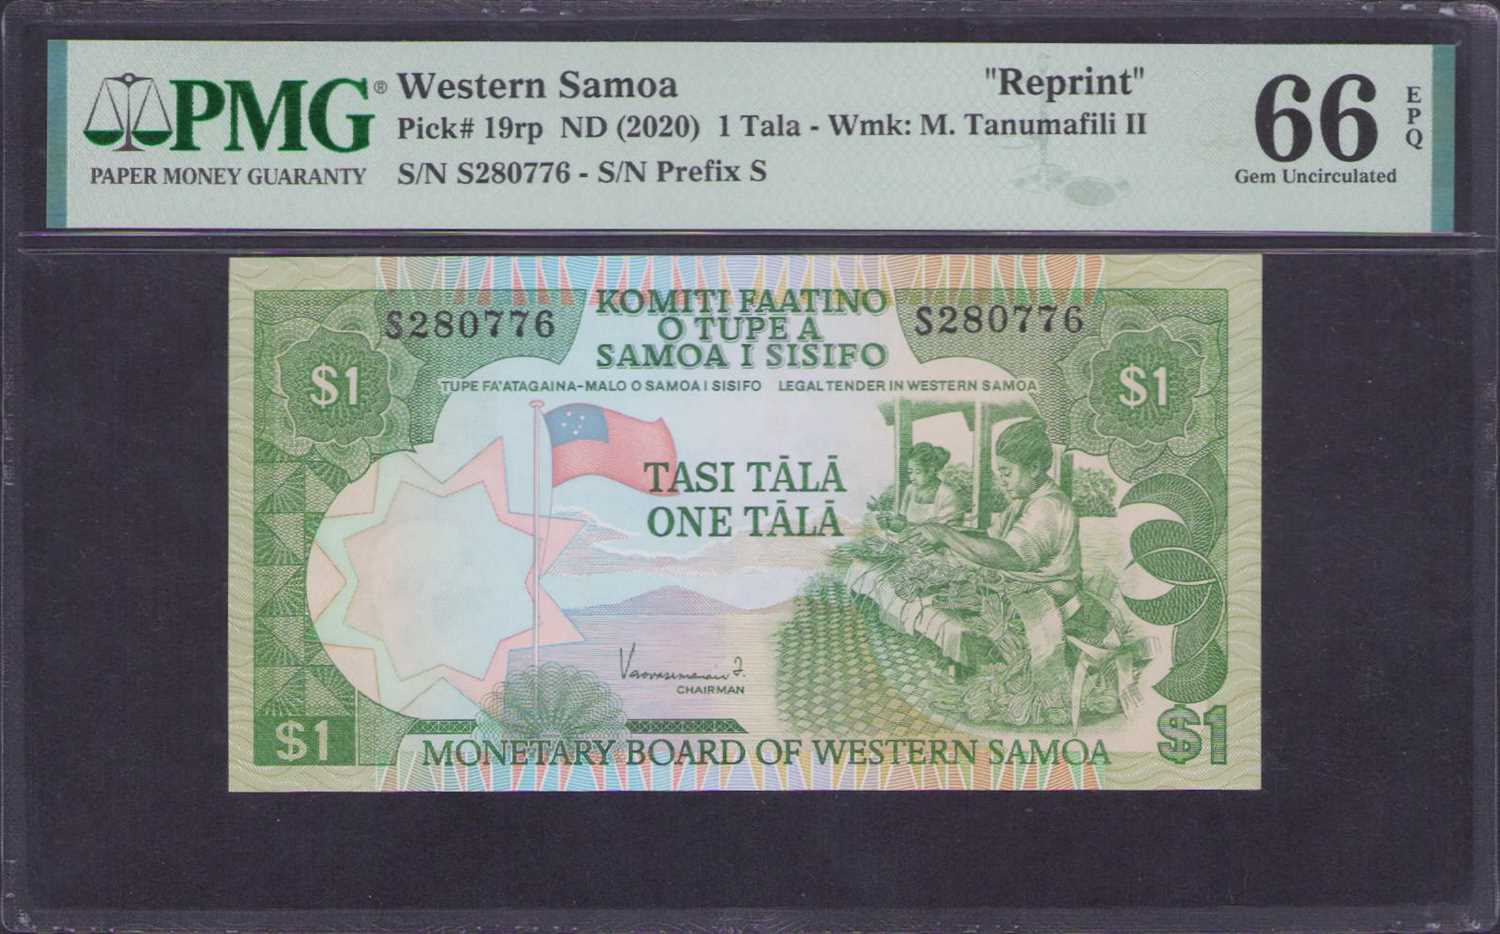 PMG®
PAPER MONEY GUARANTY
Western Samoa "Reprint"
Pick# 19rp ND (2020) 1 Tala - Wmk: M. Tanumafili II
S/N S280776 - S/N Prefix S
66
EPQ
Gem Uncirculated
KOMITI FAATINO
O TUPE A
SAMOA I SISIFO
S280776
S280776
$1
$1
TUPE FA'ATAGAINA-MALO O SAMOA I SISIFO LEGAL TENDER IN WESTERN SAMOA
TASI TĀLĀ
ONE TĀLĀ
CHAIRMAN
$1
$1
MONETARY BOARD OF WESTERN SAMOA